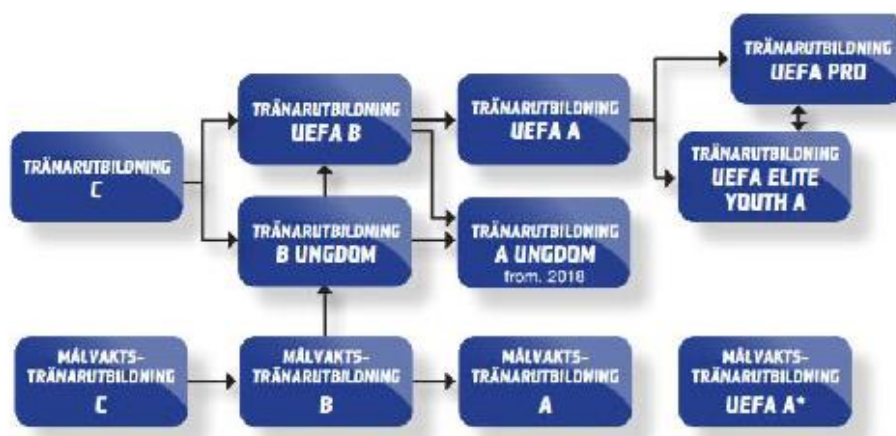 TRÄNARUTBILDNING
UEFA PRO
TRÄNARUTBILDNING
UEFA B
TRÄNARUTBILDNING
UEFA A
TRÄNARUTBILDNING
C
TRÄNARUTBILDNING
UEFA ELITE
YOUTH A
TRÄNARUTBILDNING
B UNGDOM
TRÄNARUTBILDNING
A UNGDOM
from. 2018
MÅLVAKTS-
TRÄNARUTBILDNING
C
MÅLVAKTS-
TRÄNARUTBILDNING
B
MÅLVAKTS-
TRÄNARUTBILDNING
A
MÅLVAKTS-
TRÄNARUTBILDNING
UEFA A*